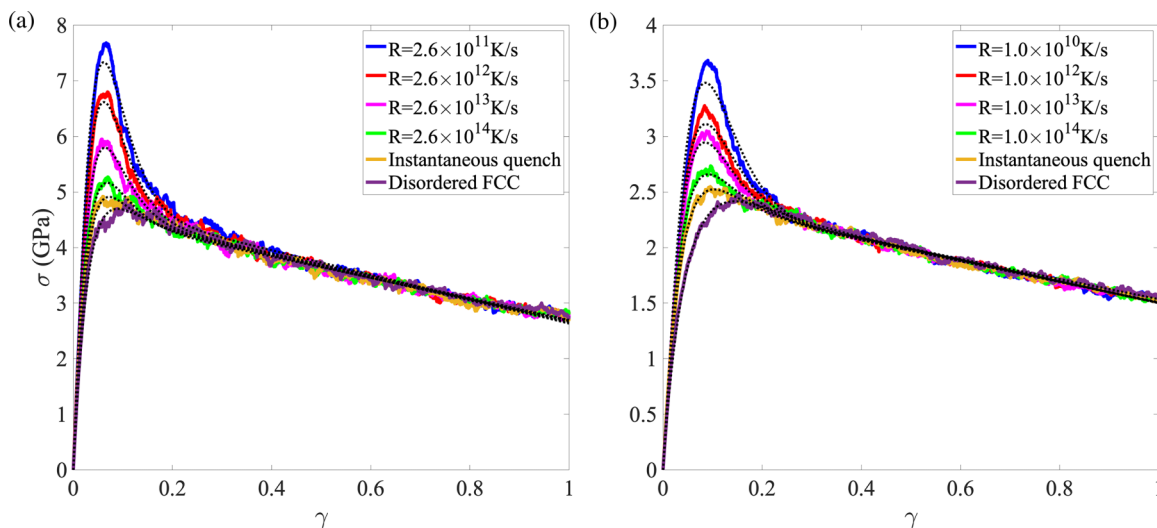 (a)
8
7
6
5
4
3
2
1
0
σ (GPa)
0
0.2
0.4
0.6
0.8
1
γ
R=2.6×10¹¹K/s
R=2.6×10¹²K/s
R=2.6×10¹³K/s
R=2.6×10¹⁴K/s
Instantaneous quench
Disordered FCC
(b)
4
3.5
3
2.5
2
1.5
1
0.5
0
0
0.2
0.4
0.6
0.8
1
γ
R=1.0×10¹⁰K/s
R=1.0×10¹²K/s
R=1.0×10¹³K/s
R=1.0×10¹⁴K/s
Instantaneous quench
Disordered FCC